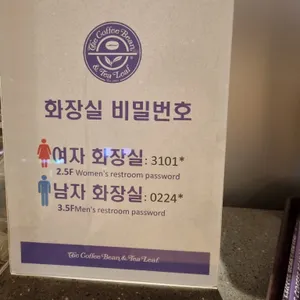 The Coffee Bean
& Tea Leaf
화장실 비밀번호
여자 화장실: 3101*
2.5F Women's restroom password
남자 화장실: 0224*
3.5F Men's restroom password
The Coffee Bean & Tea Leaf